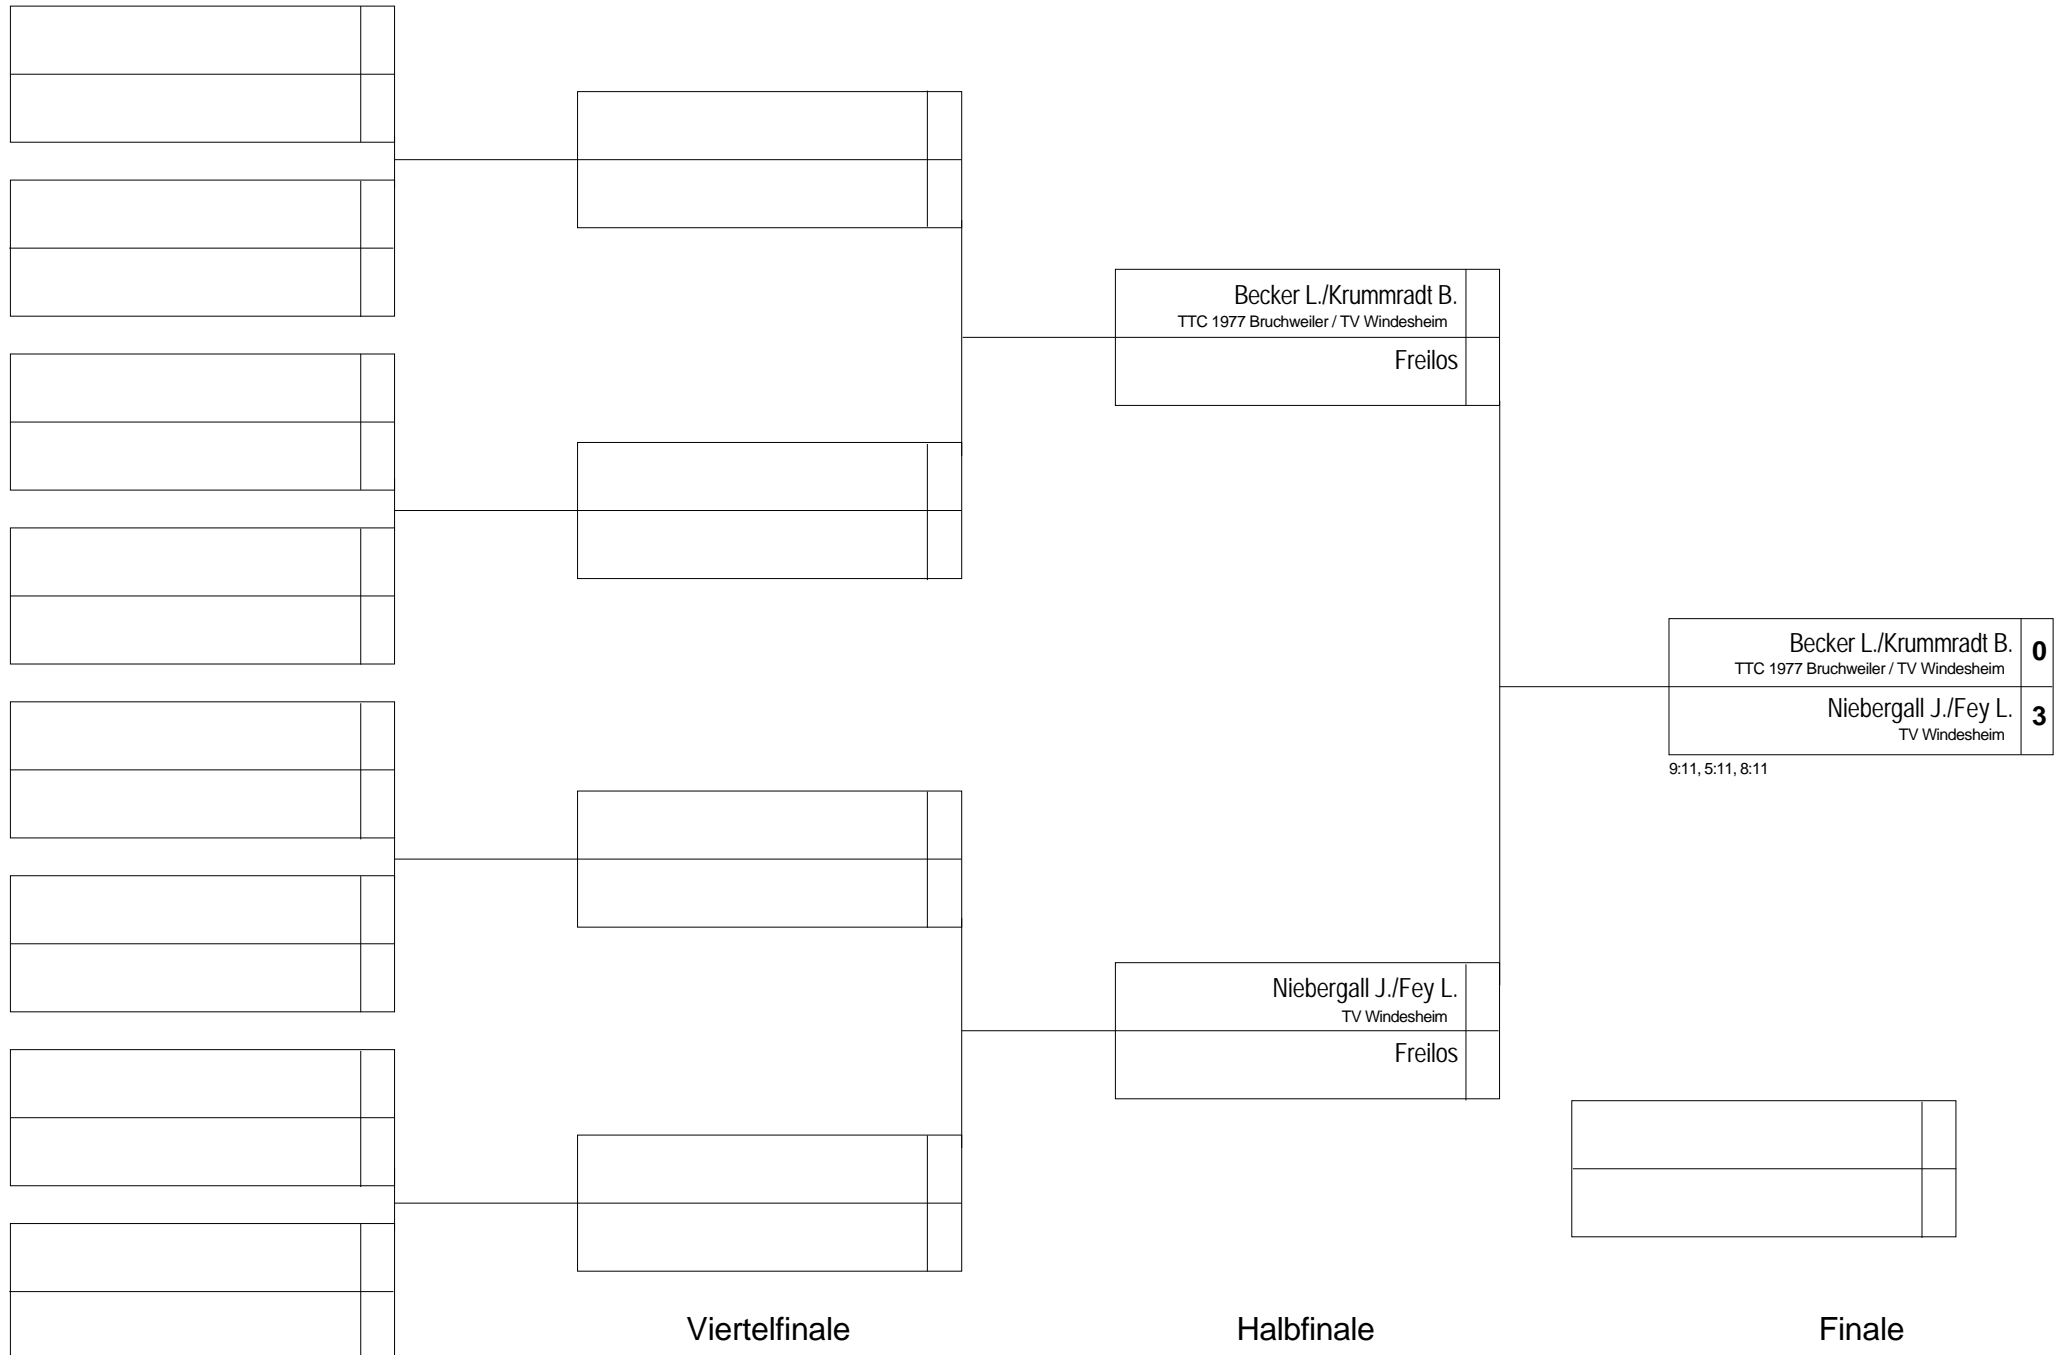 Becker L./Krummradt B.
TTC 1977 Bruchweiler / TV Windesheim
Freilos
Becker L./Krummradt B.
0
TTC 1977 Bruchweiler / TV Windesheim
Niebergall J./Fey L.
3
TV Windesheim
9:11, 5:11, 8:11
Niebergall J./Fey L.
TV Windesheim
Freilos
Viertelfinale
Halbfinale
Finale